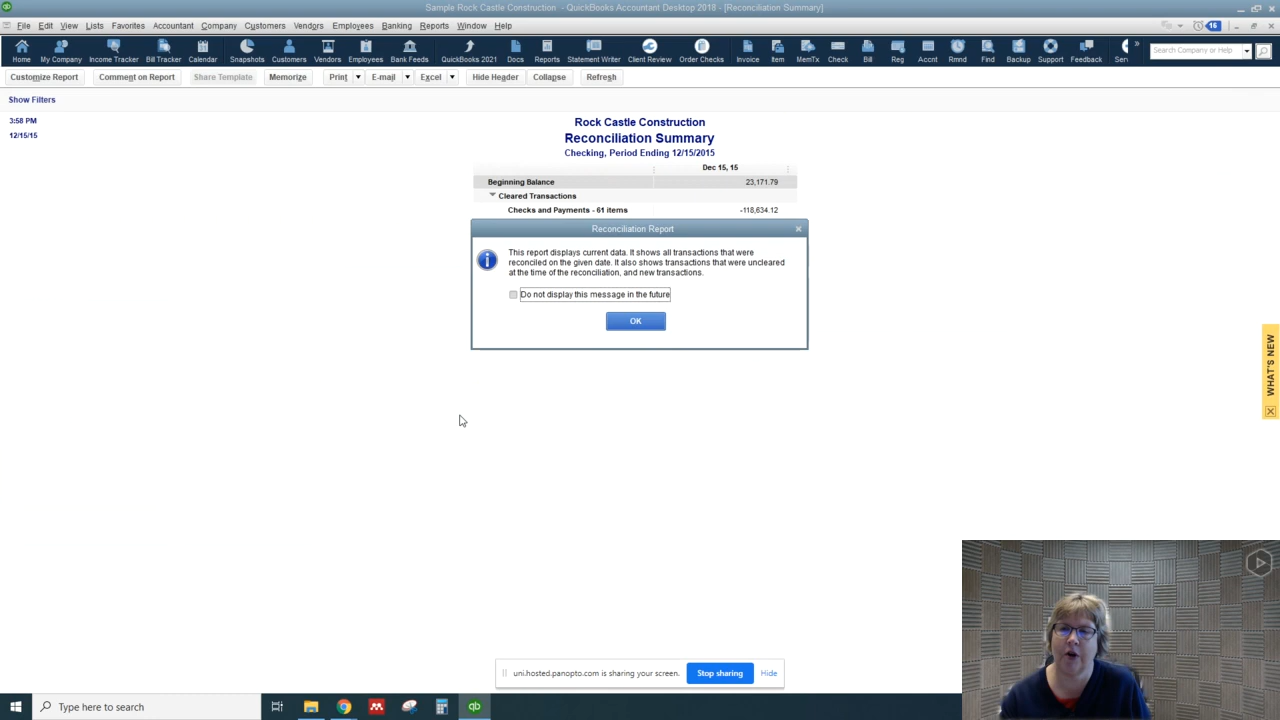 Sample Rock Castle Construction - QuickBooks Accountant Desktop 2018 - [Reconciliation Summary]
File Edit View Lists Favorites Accountant Company Customers Vendors Employees Banking Reports Window Help 16
Home My Company Income Tracker Bill Tracker Calendar Snapshots Customers Vendors Employees Bank Feeds QuickBooks 2021 Docs Reports Statement Writer Client Review Order Checks Invoice Item MemTx Check Bill Reg Accnt Rmnd Find Backup Support Feedback Serv Search Company or Help
Customize Report Comment on Report Share Template Memorize Print E-mail Excel Hide Header Collapse Refresh
Show Filters
3:58 PM
12/15/15
Rock Castle Construction
Reconciliation Summary
Checking, Period Ending 12/15/2015
Dec 15, 15
Beginning Balance 23,171.79
Cleared Transactions
Checks and Payments - 61 items -118,634.12
Reconciliation Report
This report displays current data. It shows all transactions that were
reconciled on the given date. It also shows transactions that were uncleared
at the time of the reconciliation, and new transactions.
Do not display this message in the future
OK
WHAT'S NEW
uni.hosted.panopto.com is sharing your screen. Stop sharing Hide
Type here to search
qb